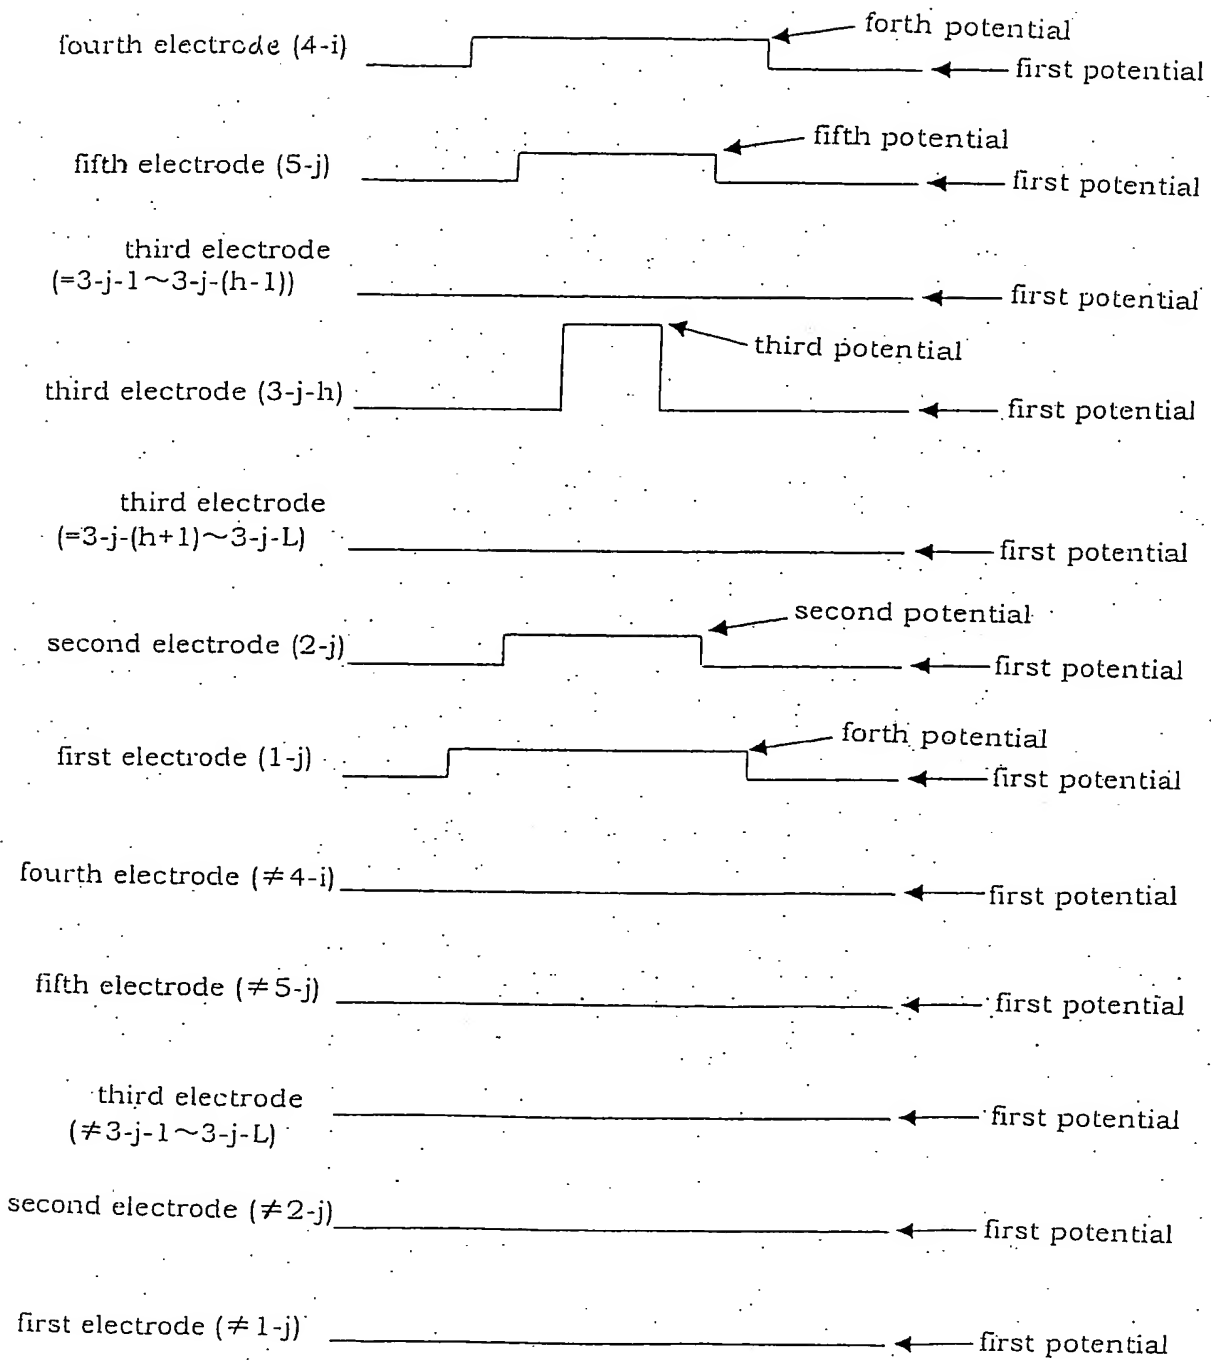 fourth electrode (4-i)
forth potential
first potential
fifth electrode (5-j)
fifth potential
first potential
third electrode
(=3-j-1～3-j-(h-1))
first potential
third potential
third electrode (3-j-h)
first potential
third electrode
(=3-j-(h+1)～3-j-L)
first potential
second potential
second electrode (2-j)
first potential
forth potential
first electrode (1-j)
first potential
fourth electrode (≠4-i)
first potential
fifth electrode (≠5-j)
first potential
third electrode
(≠3-j-1～3-j-L)
first potential
second electrode (≠2-j)
first potential
first electrode (≠1-j)
first potential